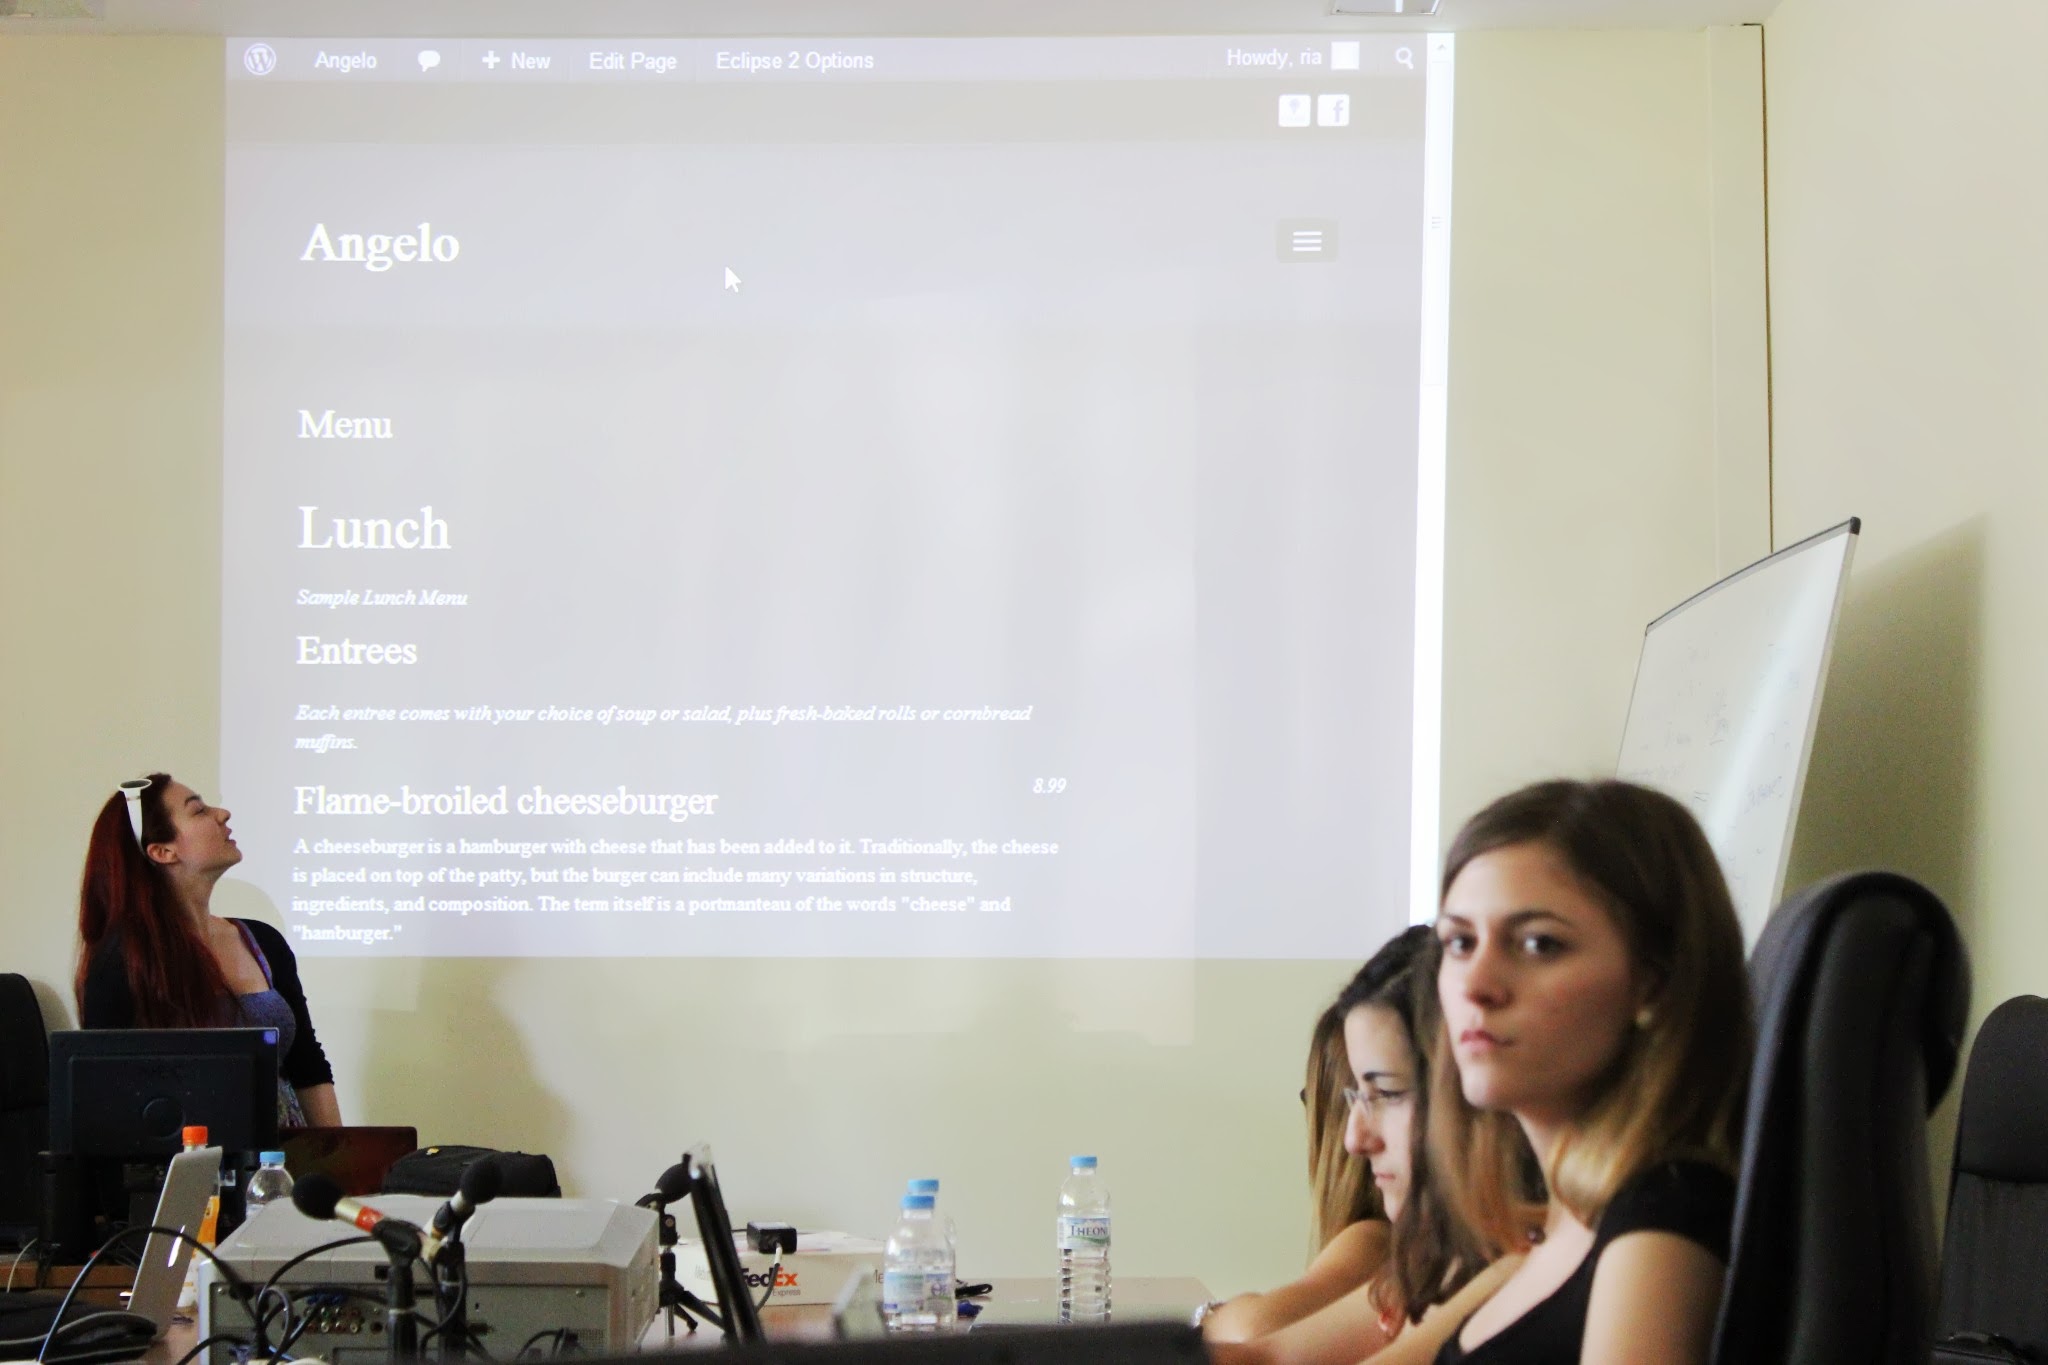 Angelo New Edit Page Eclipse 2 Options Howdy, ria
f
Angelo
Menu
Lunch
Sample Lunch Menu
Entrees
Each entree comes with your choice of soup or salad, plus fresh-baked rolls or cornbread
muffins.
Flame-broiled cheeseburger 8.99
A cheeseburger is a hamburger with cheese that has been added to it. Traditionally, the cheese
is placed on top of the patty, but the burger can include many variations in structure,
ingredients, and composition. The term itself is a portmanteau of the words "cheese" and
"hamburger."
THEONI
FedEx
Express